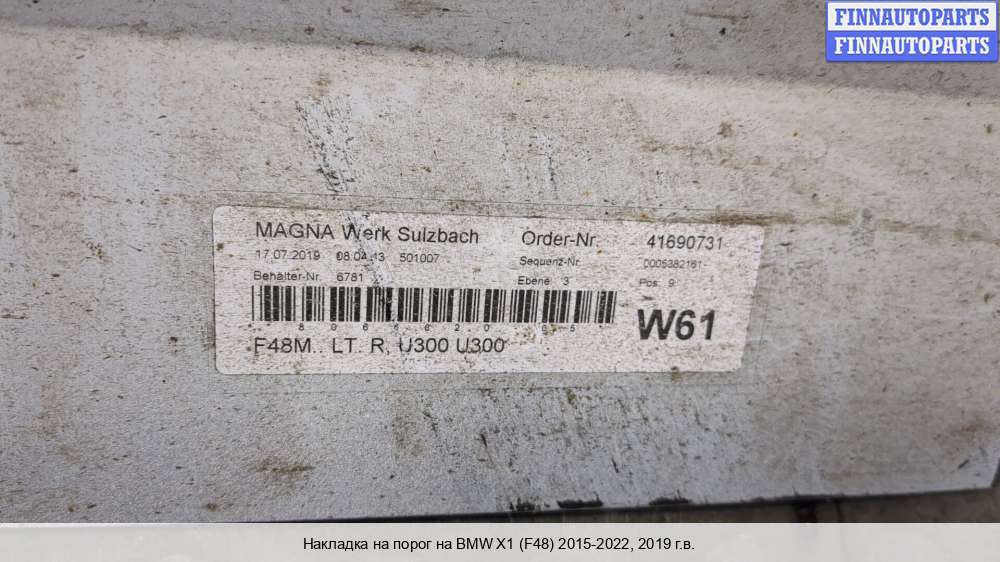 FINNAUTOPARTS
FINNAUTOPARTS
MAGNA Werk Sulzbach Order-Nr. 41690731
17.07.2019 08.04.13 501007 Sequenz-Nr. 0005382181
Behälter-Nr. 6781 Ebene 3 Pos. 9
W61
F48M.. LT. R, U300 U300
Накладка на порог на BMW X1 (F48) 2015-2022, 2019 г.в.